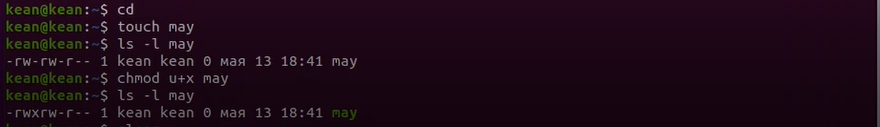 kean@kean:~$ cd
kean@kean:~$ touch may
kean@kean:~$ ls -l may
-rw-rw-r-- 1 kean kean 0 мая 13 18:41 may
kean@kean:~$ chmod u+x may
kean@kean:~$ ls -l may
-rwxrw-r-- 1 kean kean 0 мая 13 18:41 may